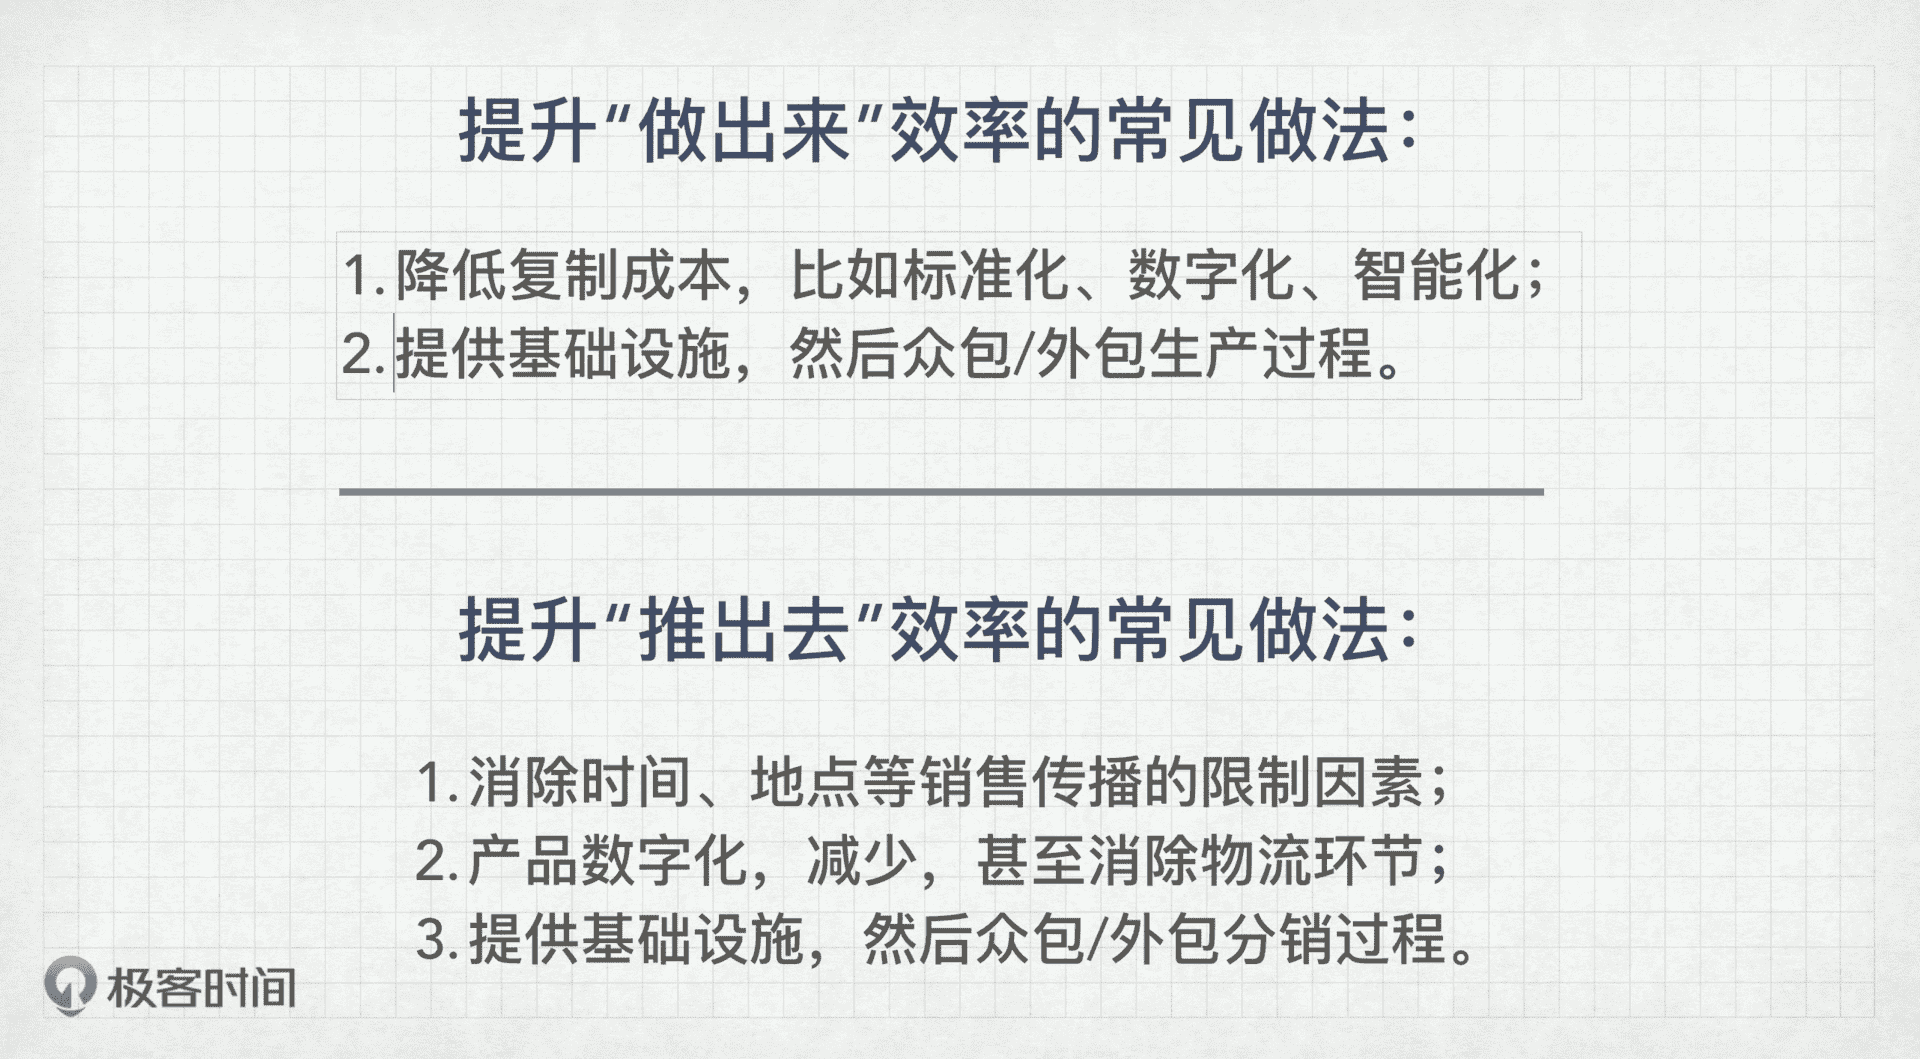 提升“做出来”效率的常见做法：
1.降低复制成本，比如标准化、数字化、智能化；
2.提供基础设施，然后众包/外包生产过程。
提升“推出去”效率的常见做法：
1.消除时间、地点等销售传播的限制因素；
2.产品数字化，减少，甚至消除物流环节；
3.提供基础设施，然后众包/外包分销过程。
极客时间